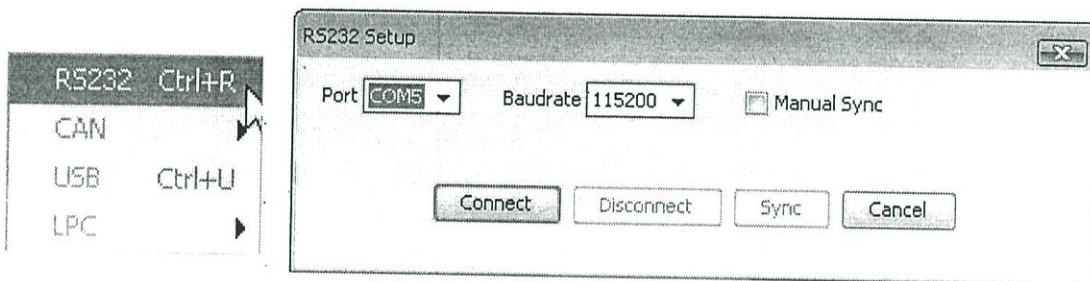 RS232 Ctrl+R
CAN
USB Ctrl+U
LPC
RS232 Setup
Port COM5 Baudrate 115200 Manual Sync
Connect Disconnect Sync Cancel